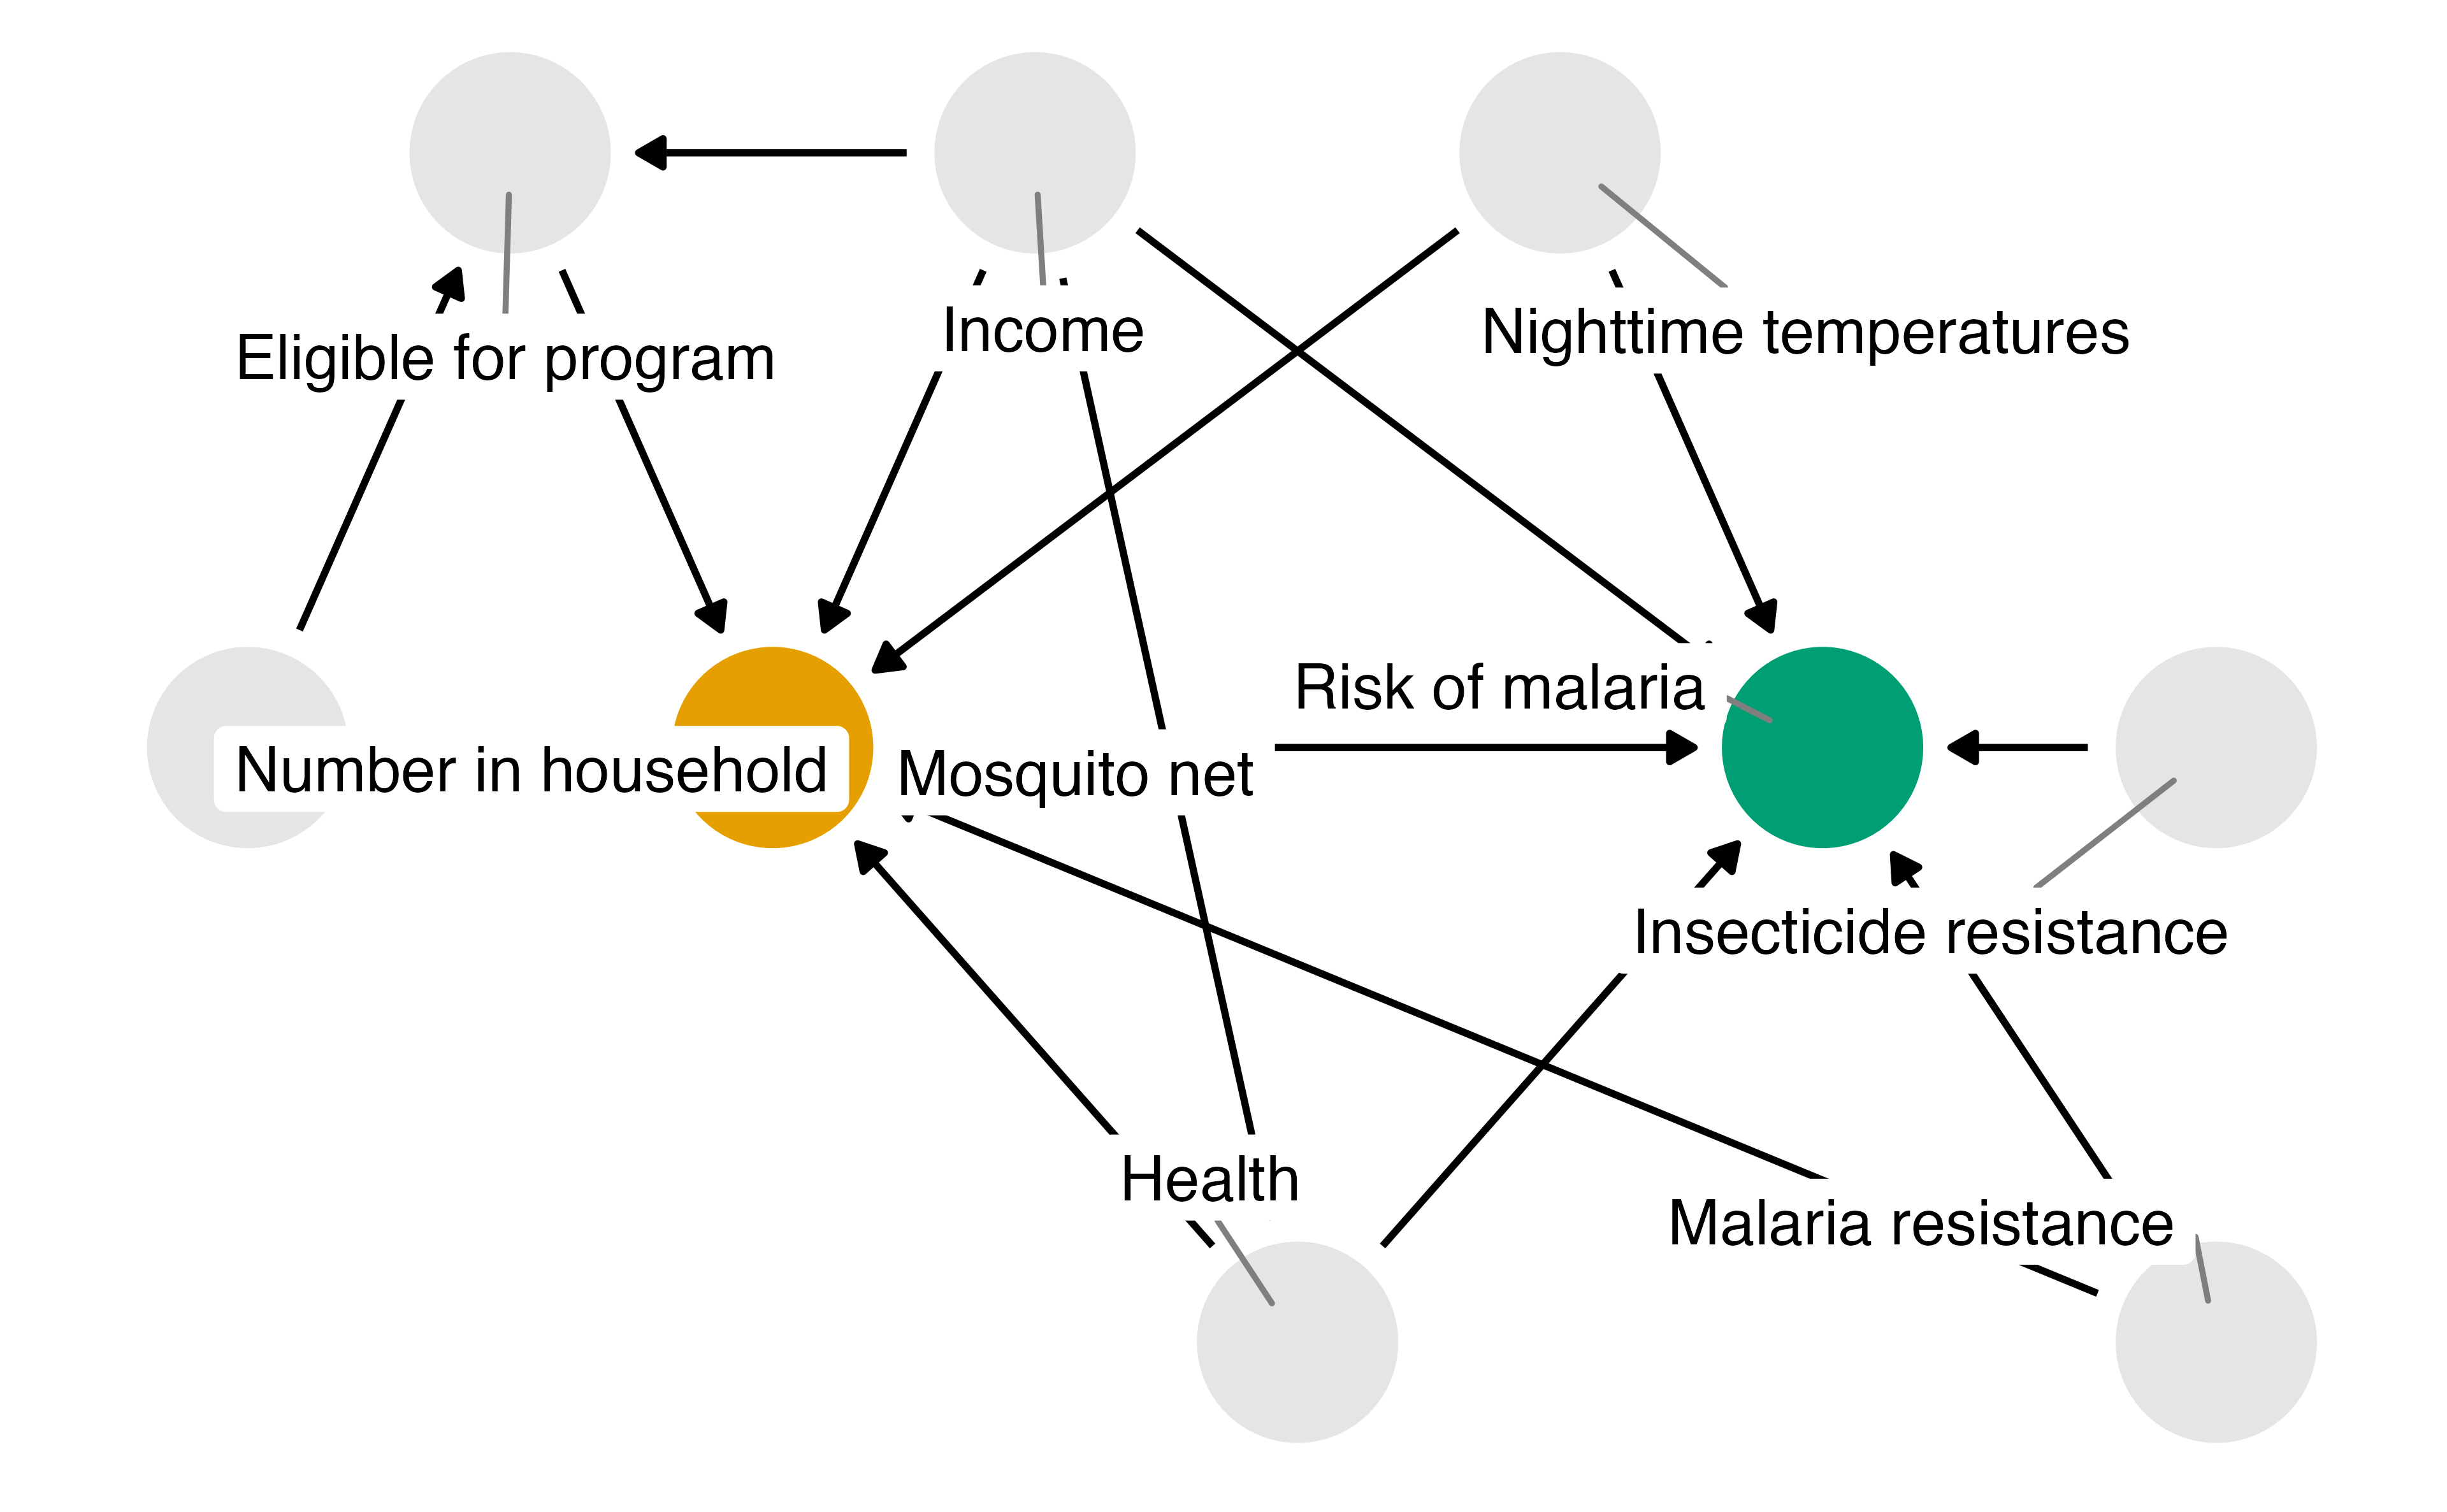 Income
Nighttime temperatures
Eligible for program
Risk of malaria
Number in household
Mosquito net
Insecticide resistance
Health
Malaria resistance